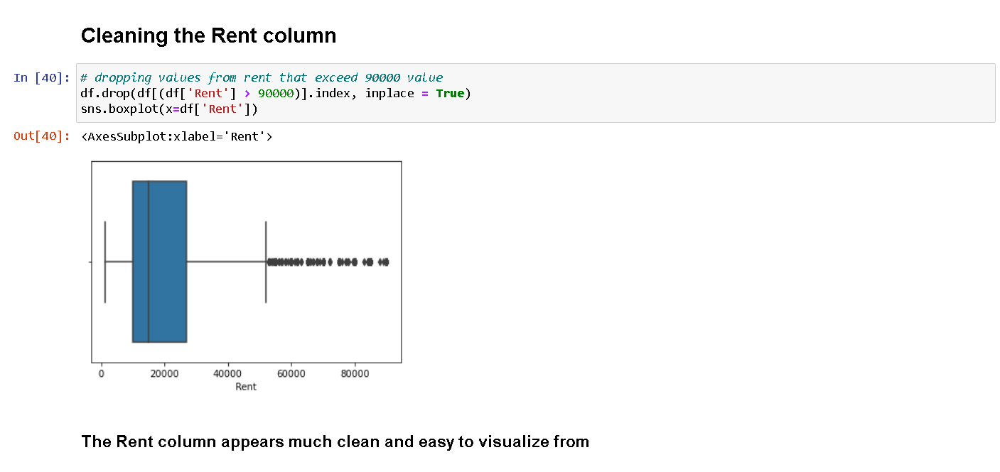 Cleaning the Rent column
In [40]: # dropping values from rent that exceed 90000 value
df.drop(df[(df['Rent'] > 90000)].index, inplace = True)
sns.boxplot(x=df['Rent'])
Out[40]: <AxesSubplot:xlabel='Rent'>
0 20000 40000 60000 80000
Rent
The Rent column appears much clean and easy to visualize from